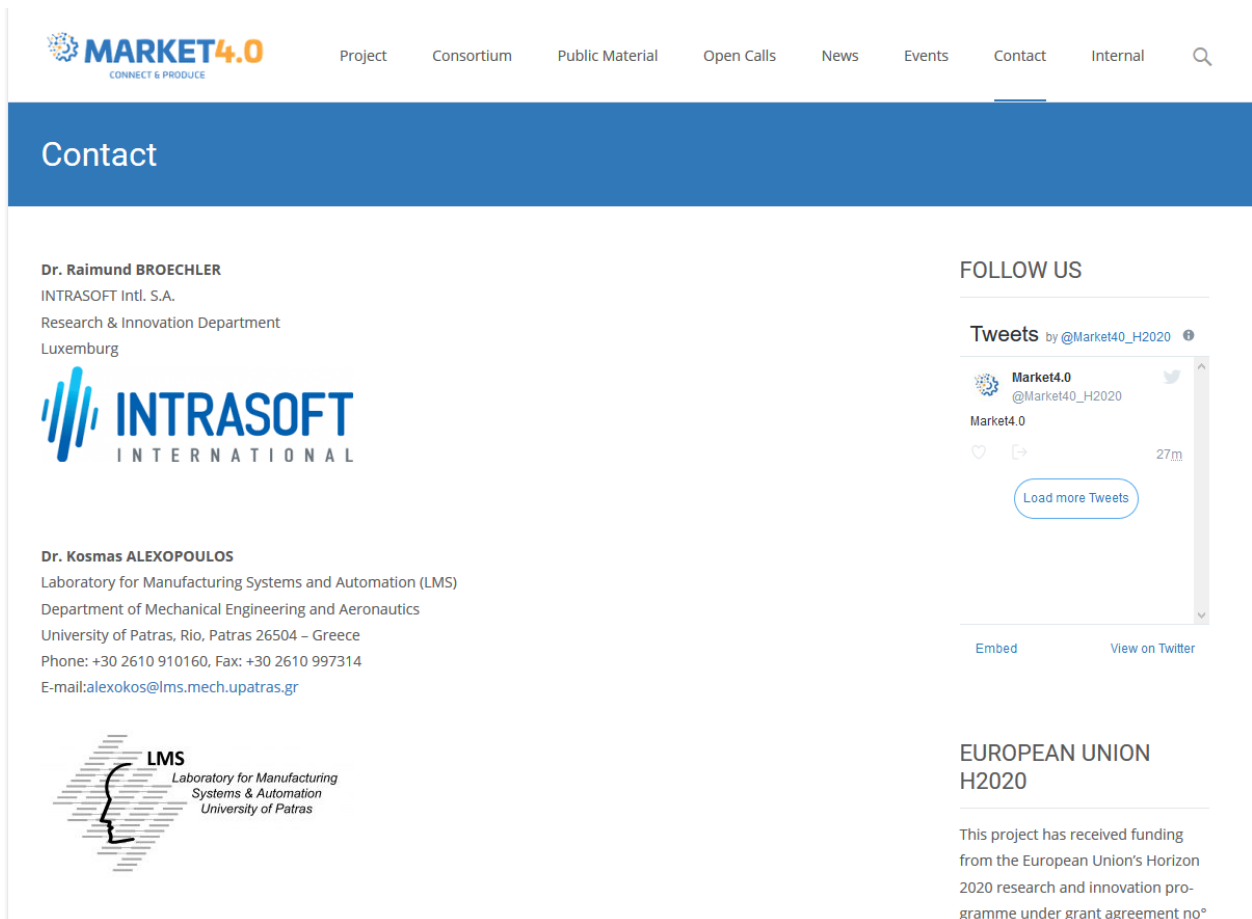 MARKET4.0
CONNECT & PRODUCE
Project Consortium Public Material Open Calls News Events Contact Internal
Contact
Dr. Raimund BROECHLER
INTRASOFT Intl. S.A.
Research & Innovation Department
Luxemburg
INTRASOFT
INTERNATIONAL
Dr. Kosmas ALEXOPOULOS
Laboratory for Manufacturing Systems and Automation (LMS)
Department of Mechanical Engineering and Aeronautics
University of Patras, Rio, Patras 26504 – Greece
Phone: +30 2610 910160, Fax: +30 2610 997314
E-mail:alexokos@lms.mech.upatras.gr
LMS
Laboratory for Manufacturing
Systems & Automation
University of Patras
FOLLOW US
Tweets by @Market40_H2020
Market4.0
@Market40_H2020
Market4.0
27m
Load more Tweets
Embed View on Twitter
EUROPEAN UNION
H2020
This project has received funding
from the European Union's Horizon
2020 research and innovation pro-
gramme under grant agreement no°